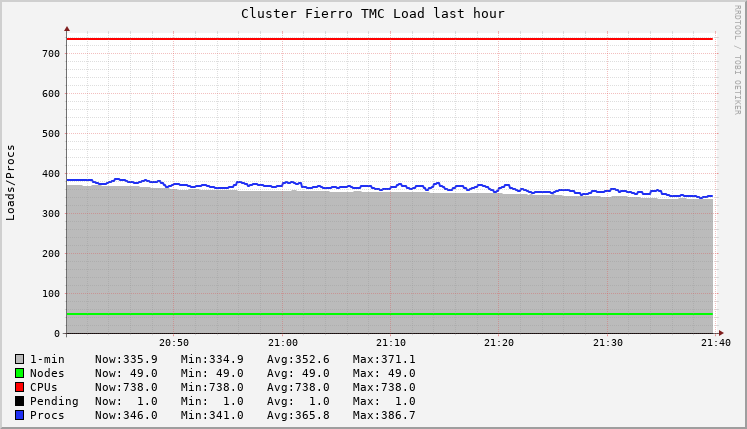 Cluster Fierro TMC Load last hour
RRDTOOL / TOBI OETIKER
Loads/Procs
700
600
500
400
300
200
100
0
20:50 21:00 21:10 21:20 21:30 21:40
1-min Now:335.9 Min:334.9 Avg:352.6 Max:371.1
Nodes Now: 49.0 Min: 49.0 Avg: 49.0 Max: 49.0
CPUs Now:738.0 Min:738.0 Avg:738.0 Max:738.0
Pending Now: 1.0 Min: 1.0 Avg: 1.0 Max: 1.0
Procs Now:346.0 Min:341.0 Avg:365.8 Max:386.7